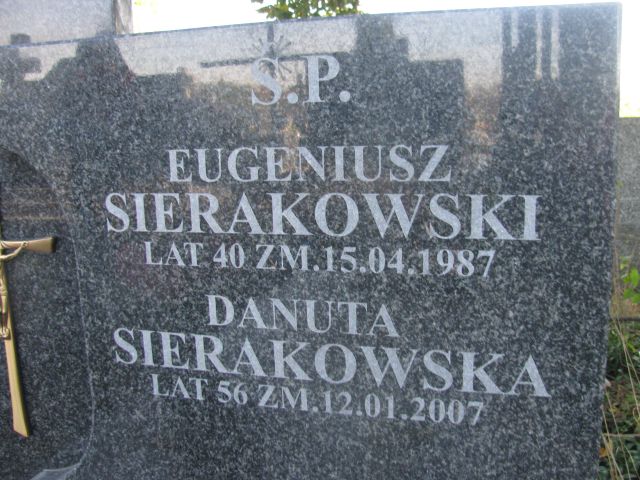 Ś.P.
EUGENIUSZ
SIERAKOWSKI
LAT 40 ZM.15.04.1987
DANUTA
SIERAKOWSKA
LAT 56 ZM.12.01.2007